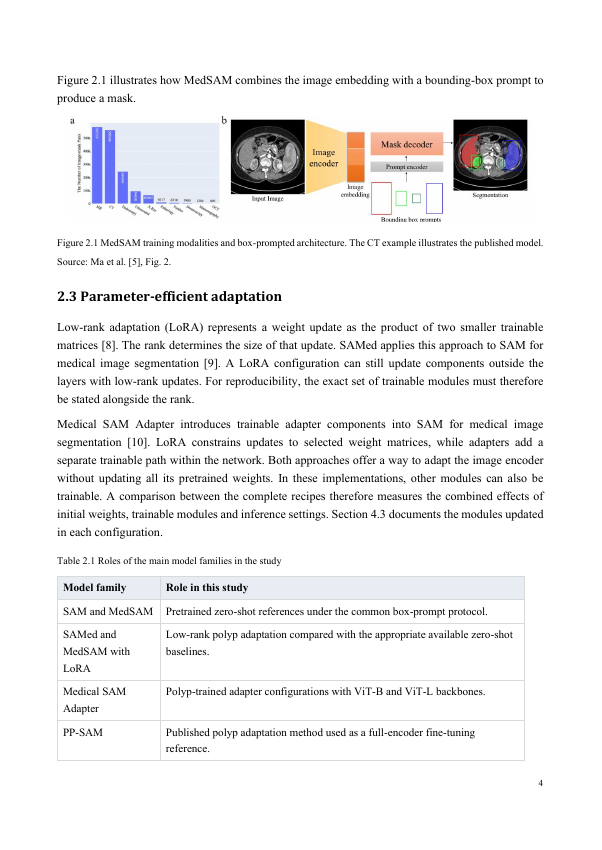 Figure 2.1 illustrates how MedSAM combines the image embedding with a bounding-box prompt to
produce a mask.
a
The Number of Image-mask Pairs
MR
CT
b
Input Image
Image
encoder
Image
embedding
Mask decoder
Prompt encoder
Bounding box prompts
Segmentation
Figure 2.1 MedSAM training modalities and box-prompted architecture. The CT example illustrates the published model.
Source: Ma et al. [5], Fig. 2.
2.3 Parameter-efficient adaptation
Low-rank adaptation (LoRA) represents a weight update as the product of two smaller trainable
matrices [8]. The rank determines the size of that update. SAMed applies this approach to SAM for
medical image segmentation [9]. A LoRA configuration can still update components outside the
layers with low-rank updates. For reproducibility, the exact set of trainable modules must therefore
be stated alongside the rank.
Medical SAM Adapter introduces trainable adapter components into SAM for medical image
segmentation [10]. LoRA constrains updates to selected weight matrices, while adapters add a
separate trainable path within the network. Both approaches offer a way to adapt the image encoder
without updating all its pretrained weights. In these implementations, other modules can also be
trainable. A comparison between the complete recipes therefore measures the combined effects of
initial weights, trainable modules and inference settings. Section 4.3 documents the modules updated
in each configuration.
Table 2.1 Roles of the main model families in the study
Model family
Role in this study
SAM and MedSAM
Pretrained zero-shot references under the common box-prompt protocol.
SAMed and
MedSAM with
LoRA
Low-rank polyp adaptation compared with the appropriate available zero-shot
baselines.
Medical SAM
Adapter
Polyp-trained adapter configurations with ViT-B and ViT-L backbones.
PP-SAM
Published polyp adaptation method used as a full-encoder fine-tuning
reference.
4